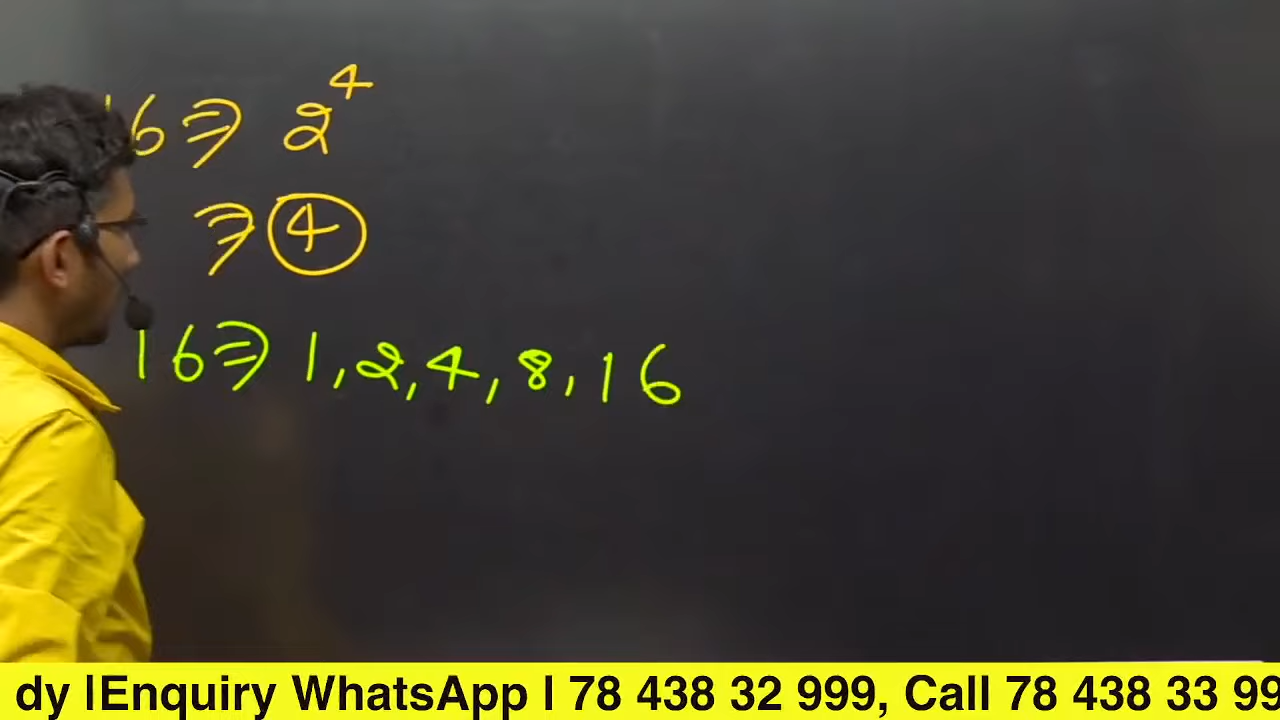 16 ⇒ 2⁴
⇒ 4
16 ⇒ 1, 2, 4, 8, 16
dy |Enquiry WhatsApp | 78 438 32 999, Call 78 438 33 99